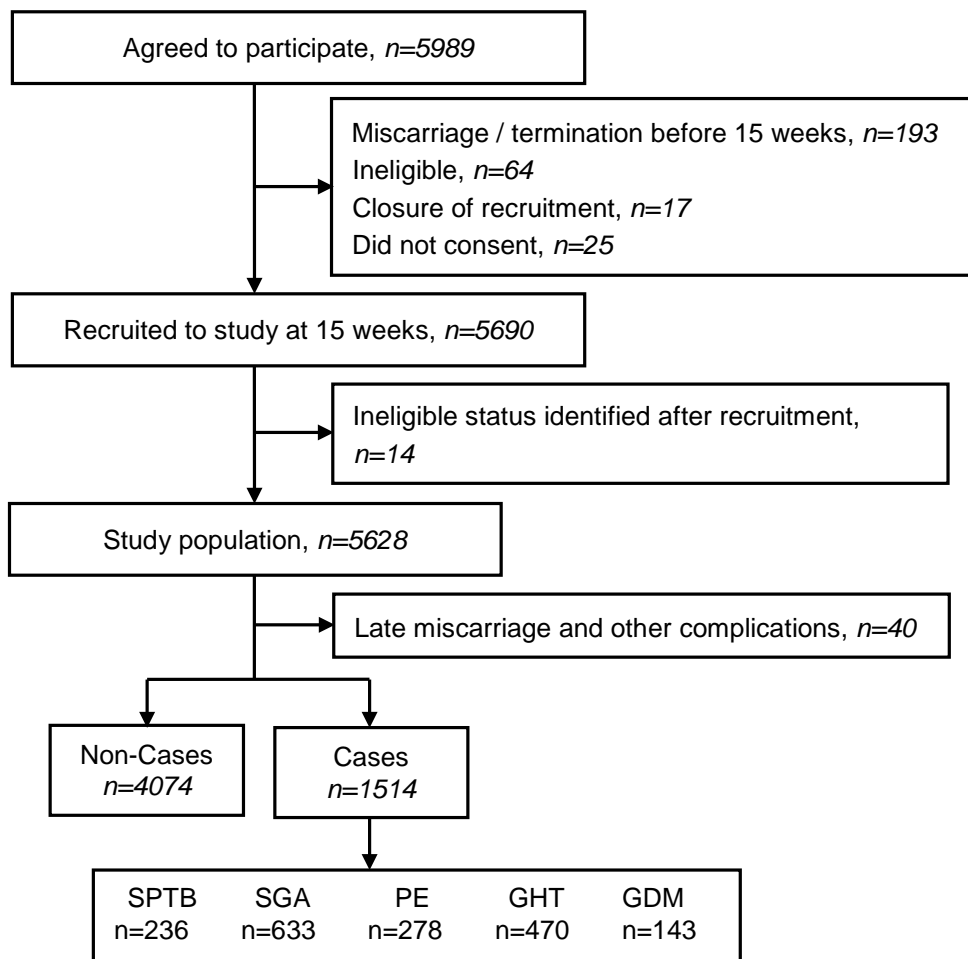 Agreed to participate, n=5989
Miscarriage / termination before 15 weeks, n=193
Ineligible, n=64
Closure of recruitment, n=17
Did not consent, n=25
Recruited to study at 15 weeks, n=5690
Ineligible status identified after recruitment,
n=14
Study population, n=5628
Late miscarriage and other complications, n=40
Non-Cases
n=4074
Cases
n=1514
SPTB SGA PE GHT GDM
n=236 n=633 n=278 n=470 n=143